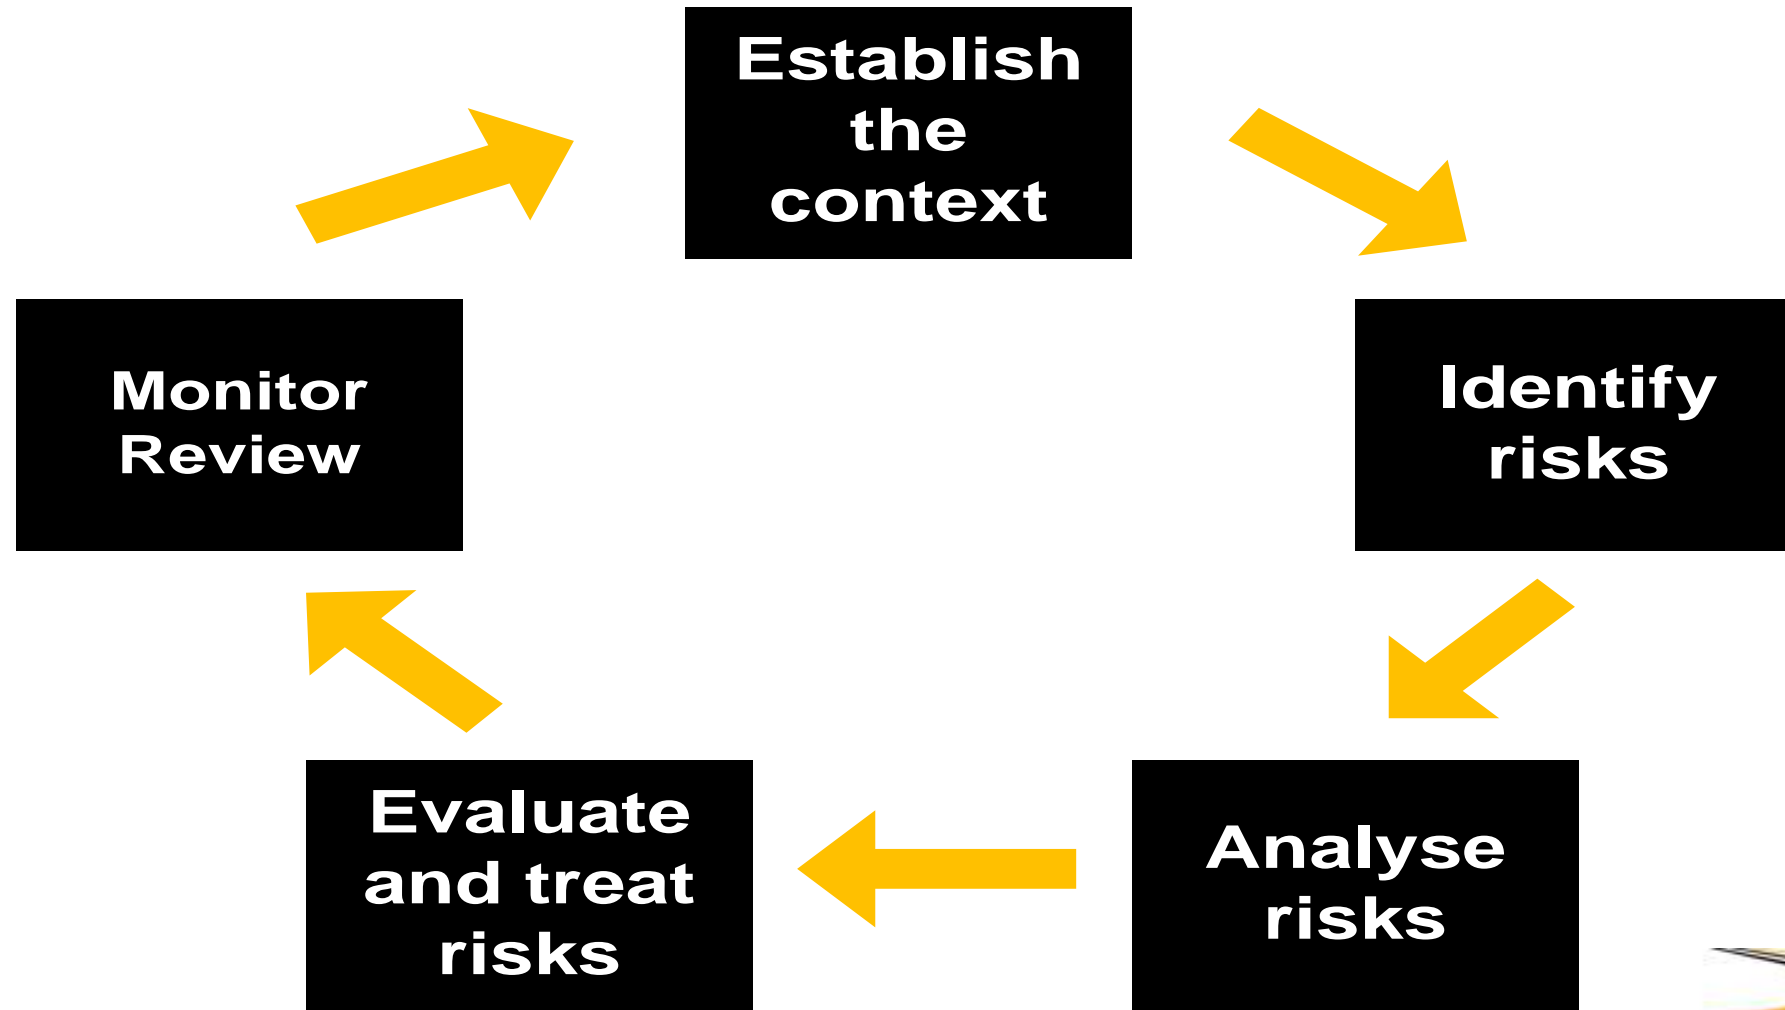 Establish
the
context
Identify
risks
Analyse
risks
Evaluate
and treat
risks
Monitor
Review